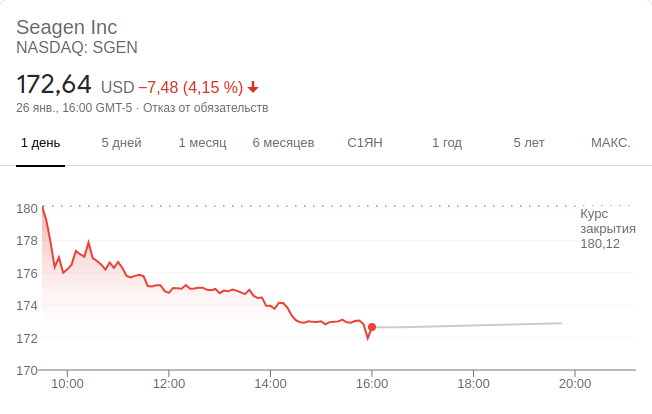 Seagen Inc
NASDAQ: SGEN
172,64 USD −7,48 (4,15 %)
26 янв., 16:00 GMT-5 · Отказ от обязательств
1 день 5 дней 1 месяц 6 месяцев С1ЯН 1 год 5 лет МАКС.
180
178
176
174
172
170
Курс
закрытия
180,12
10:00 12:00 14:00 16:00 18:00 20:00